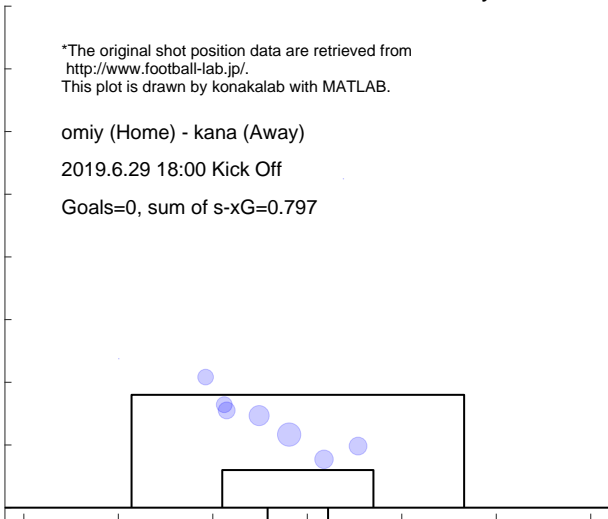 *The original shot position data are retrieved from
http://www.football-lab.jp/.
This plot is drawn by konakalab with MATLAB.
omiy (Home) - kana (Away)
2019.6.29 18:00 Kick Off
Goals=0, sum of s-xG=0.797